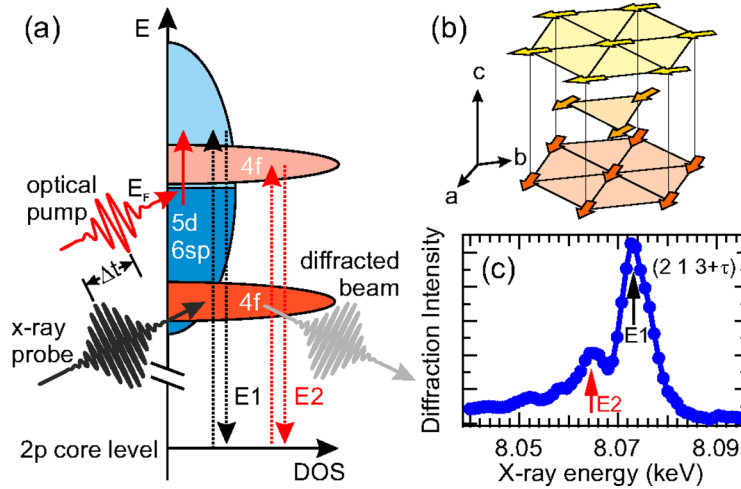 (a)
E
4f
optical
pump
E_F
5d
6sp
Δt
4f
diffracted
beam
x-ray
probe
E1
E2
2p core level
DOS
(b)
c
b
a
(c)
(2 1 3+τ)
E1
E2
Diffraction Intensity
8.05
8.07
8.09
X-ray energy (keV)